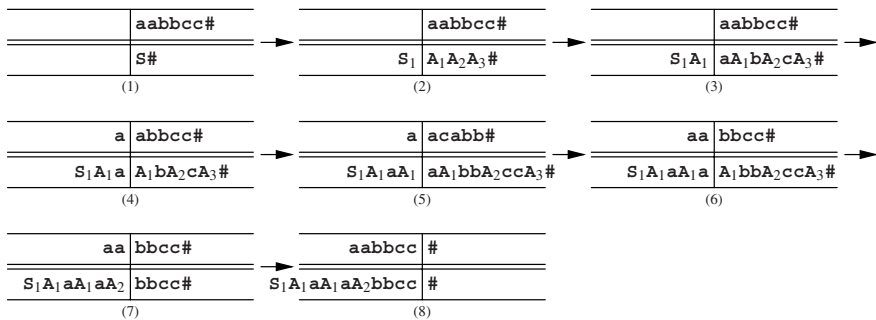 aabbcc# aabbcc# aabbcc#
S# S₁ A₁A₂A₃# S₁A₁ aA₁bA₂cA₃#
(1) (2) (3)
a abbcc# a acabb# aa bbcc#
S₁A₁a A₁bA₂cA₃# S₁A₁aA₁ aA₁bbA₂ccA₃# S₁A₁aA₁a A₁bbA₂ccA₃#
(4) (5) (6)
aa bbcc# aabbcc #
S₁A₁aA₁aA₂ bbcc# S₁A₁aA₁aA₂bbcc #
(7) (8)